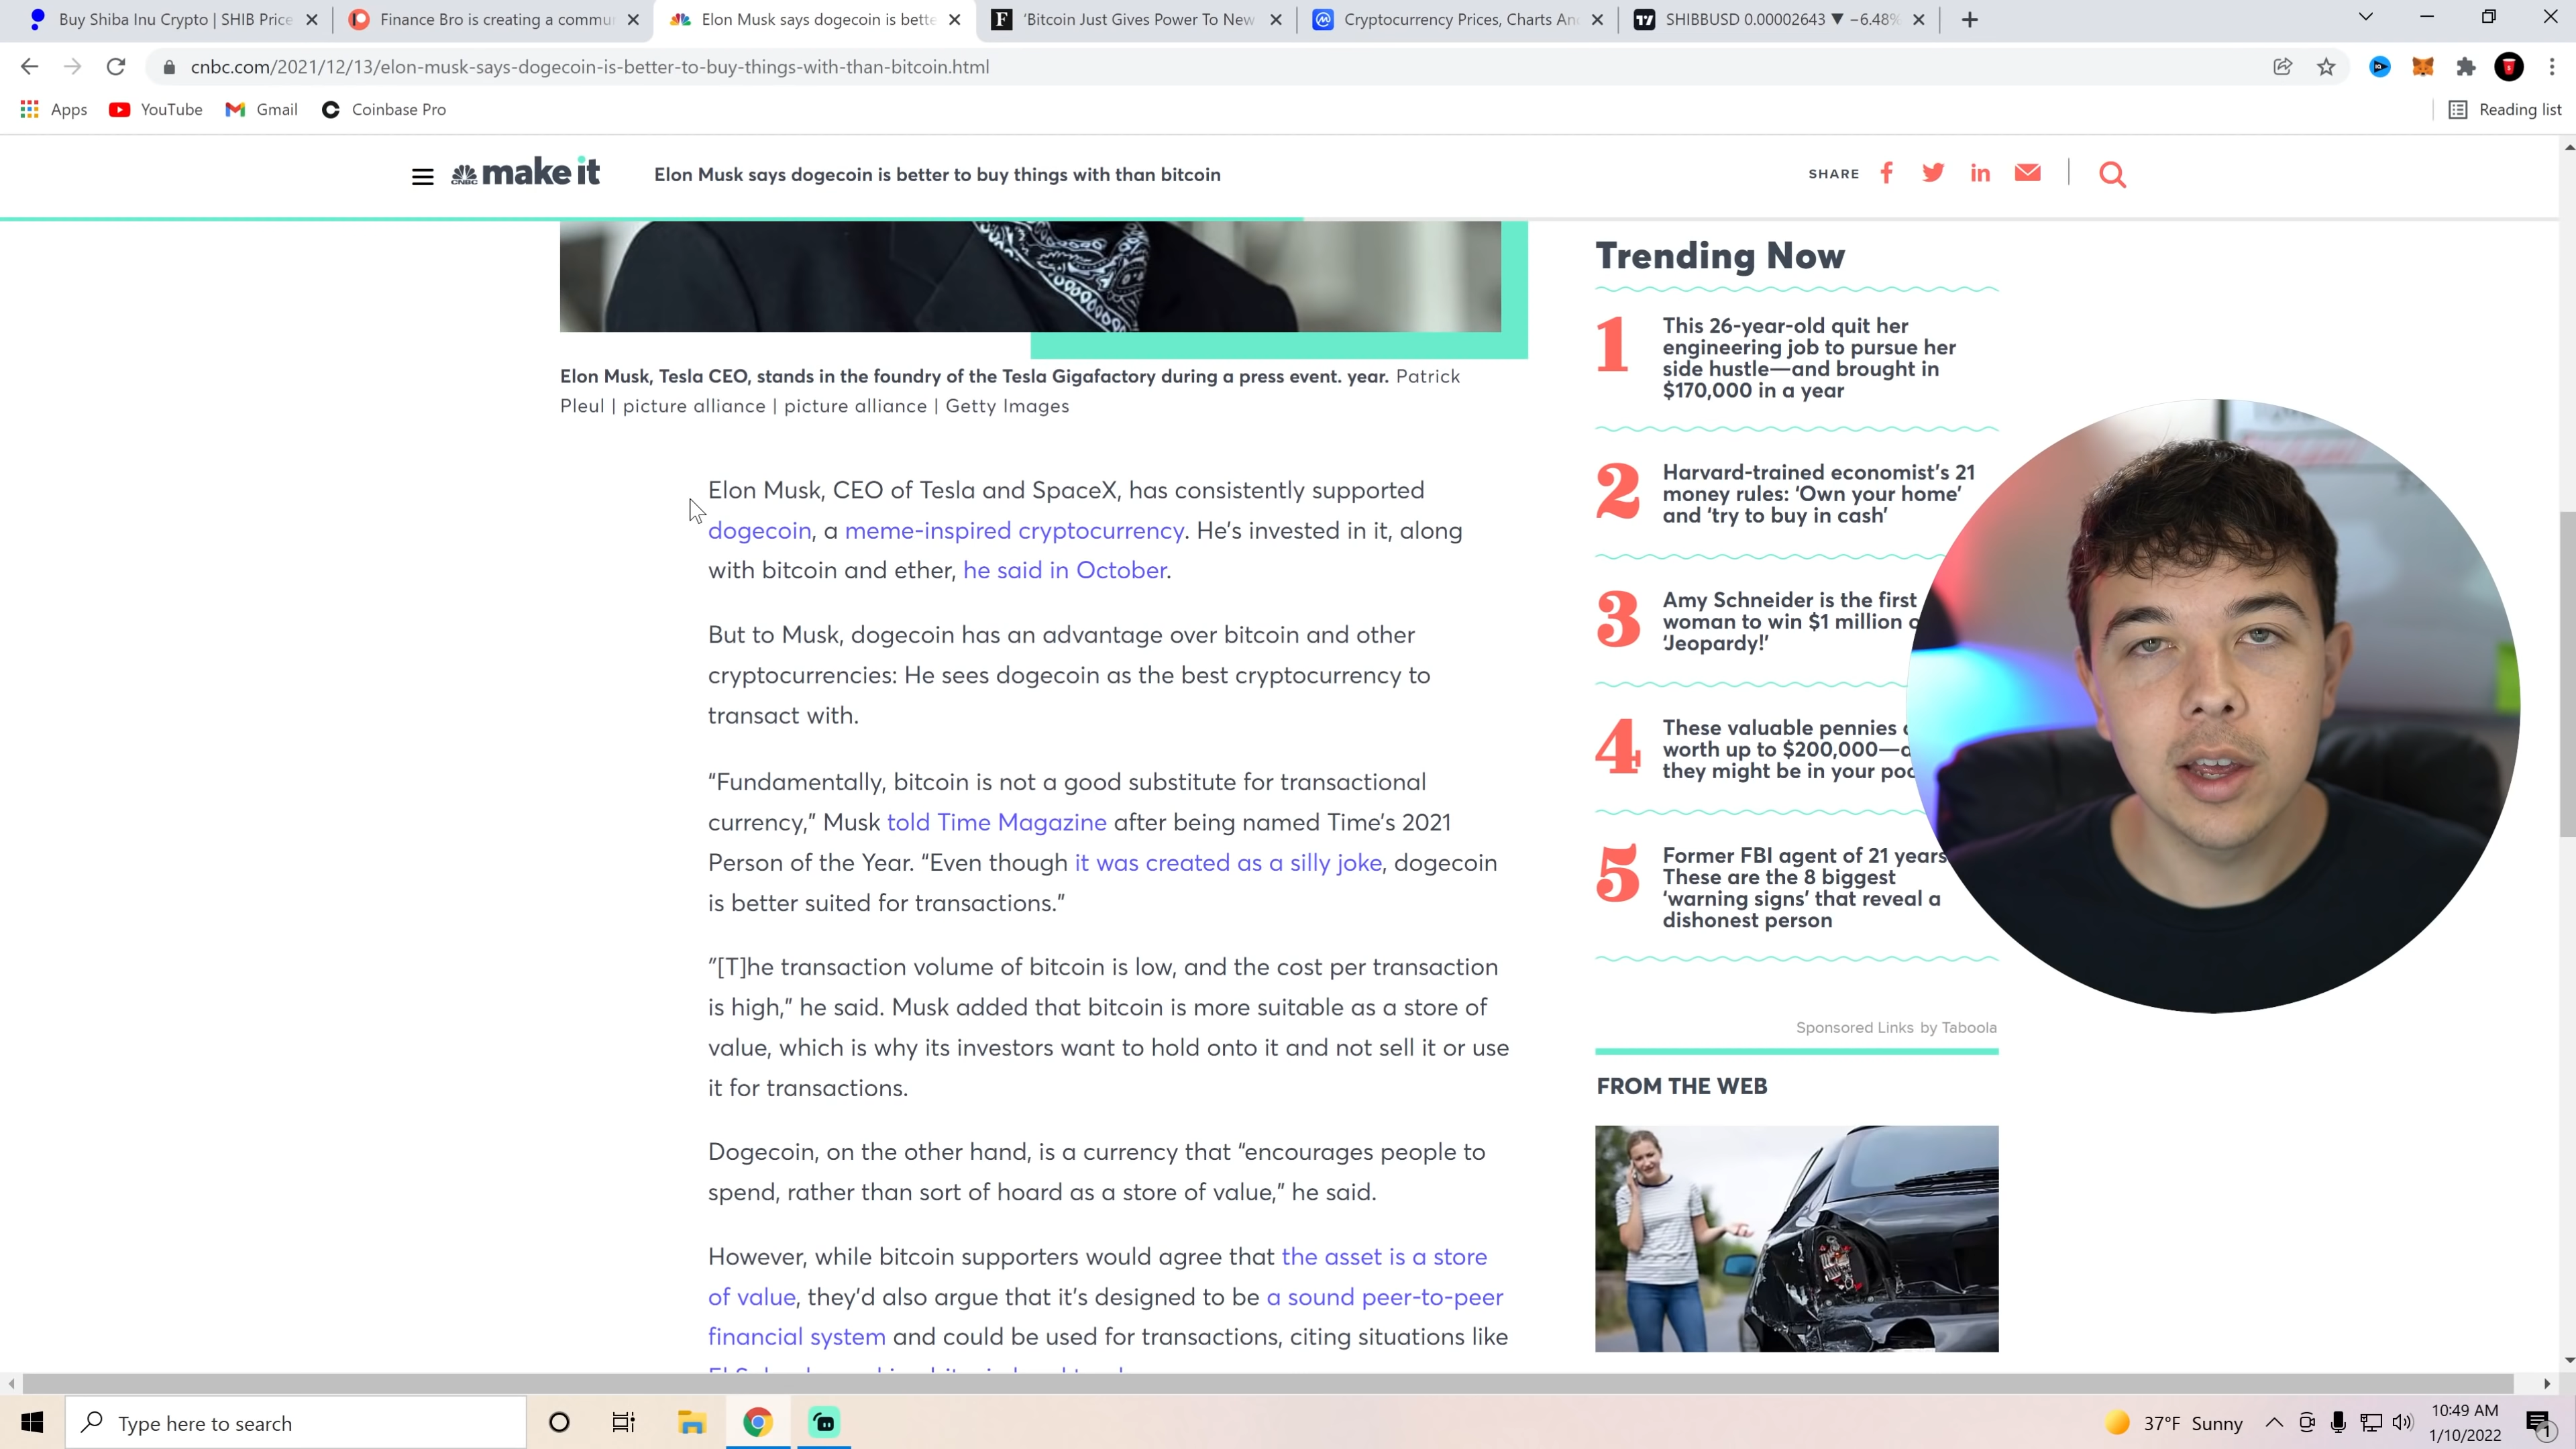 Buy Shiba Inu Crypto | SHIB Price
Finance Bro is creating a commu
Elon Musk says dogecoin is bette
'Bitcoin Just Gives Power To New
Cryptocurrency Prices, Charts An
SHIBBUSD 0.00002643 ▼ −6.48%
cnbc.com/2021/12/13/elon-musk-says-dogecoin-is-better-to-buy-things-with-than-bitcoin.html
Apps
YouTube
Gmail
Coinbase Pro
Reading list
CNBC make it
Elon Musk says dogecoin is better to buy things with than bitcoin
SHARE
Elon Musk, Tesla CEO, stands in the foundry of the Tesla Gigafactory during a press event. year. Patrick
Pleul | picture alliance | picture alliance | Getty Images
Elon Musk, CEO of Tesla and SpaceX, has consistently supported
dogecoin, a meme-inspired cryptocurrency. He's invested in it, along
with bitcoin and ether, he said in October.
But to Musk, dogecoin has an advantage over bitcoin and other
cryptocurrencies: He sees dogecoin as the best cryptocurrency to
transact with.
“Fundamentally, bitcoin is not a good substitute for transactional
currency,” Musk told Time Magazine after being named Time's 2021
Person of the Year. “Even though it was created as a silly joke, dogecoin
is better suited for transactions.”
“[T]he transaction volume of bitcoin is low, and the cost per transaction
is high,” he said. Musk added that bitcoin is more suitable as a store of
value, which is why its investors want to hold onto it and not sell it or use
it for transactions.
Dogecoin, on the other hand, is a currency that “encourages people to
spend, rather than sort of hoard as a store of value,” he said.
However, while bitcoin supporters would agree that the asset is a store
of value, they'd also argue that it's designed to be a sound peer-to-peer
financial system and could be used for transactions, citing situations like
Trending Now
1
This 26-year-old quit her
engineering job to pursue her
side hustle—and brought in
$170,000 in a year
2
Harvard-trained economist's 21
money rules: ‘Own your home’
and ‘try to buy in cash’
3
Amy Schneider is the first
woman to win $1 million
‘Jeopardy!’
4
These valuable pennies
worth up to $200,000—
they might be in your
5
Former FBI agent of 21 years
These are the 8 biggest
‘warning signs’ that reveal a
dishonest person
Sponsored Links by Taboola
FROM THE WEB
Type here to search
37°F Sunny
10:49 AM
1/10/2022
1